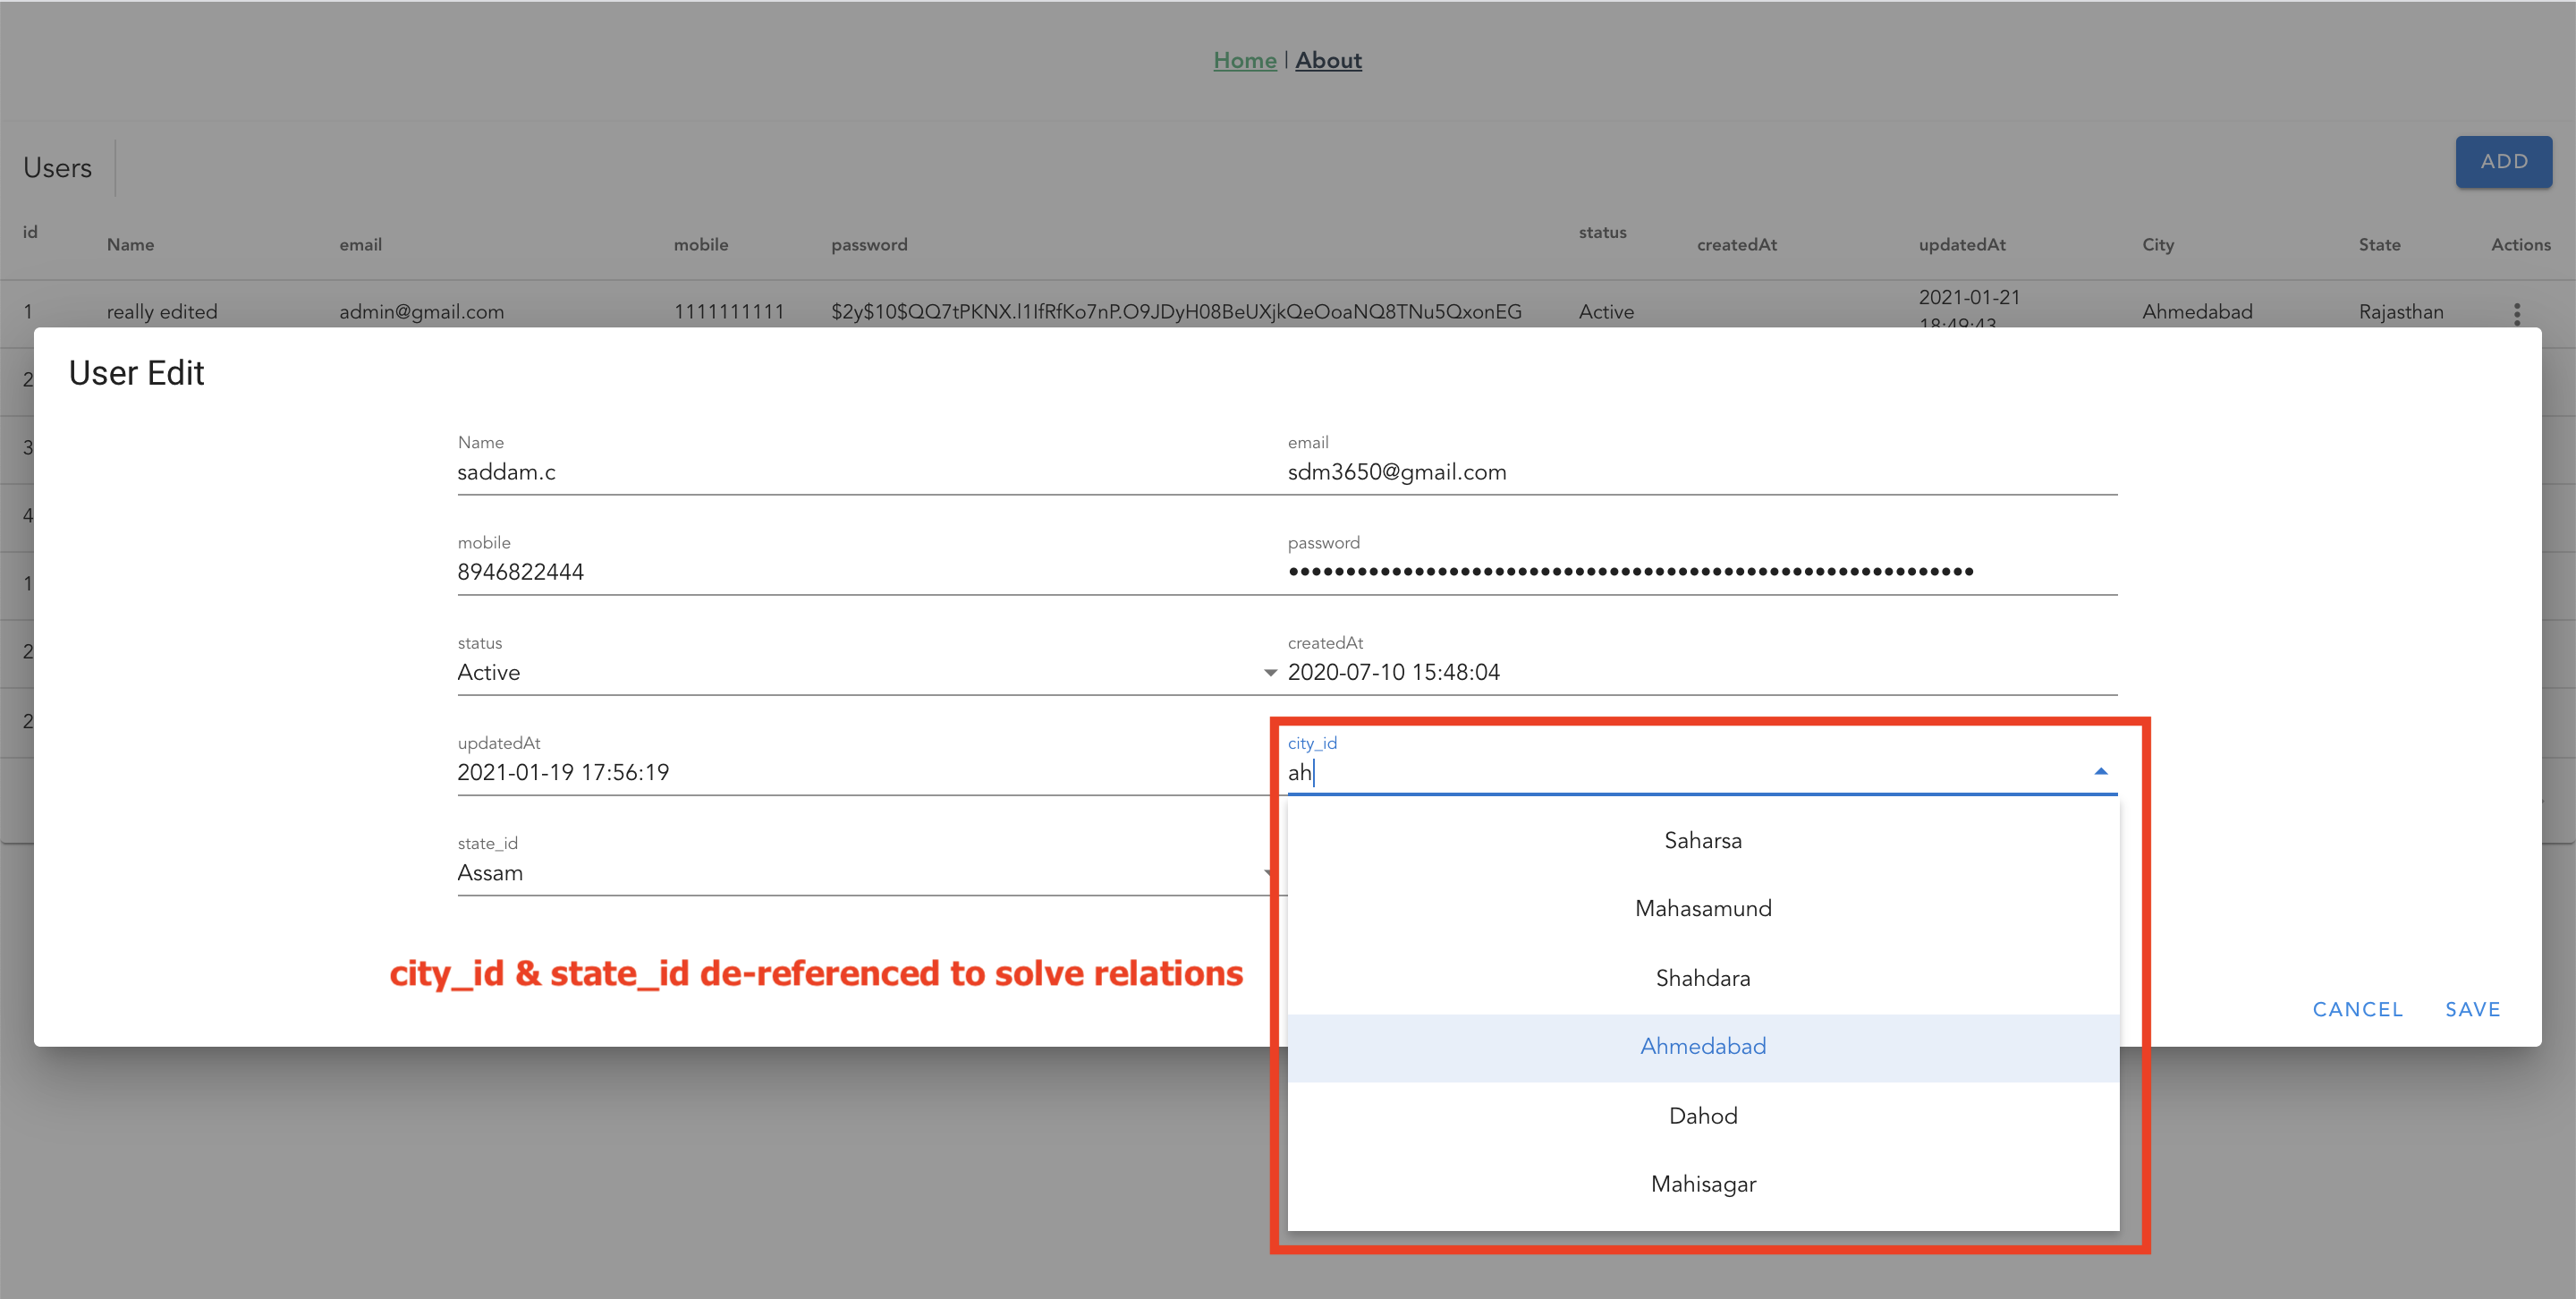 Home | About
Users
ADD
id Name email mobile password status createdAt updatedAt City State Actions
1 really edited admin@gmail.com 1111111111 $2y$10$QQ7tPKNX.l1IfRfKo7nP.O9JDyH08BeUXjkQeOoaNQ8TNu5QxonEG Active 2021-01-21 18:49:43 Ahmedabad Rajasthan
2
3
4
1
2
2
User Edit
Name
saddam.c
email
sdm3650@gmail.com
mobile
8946822444
password
••••••••••••••••••••••••••••••••••••••••••••••••••••••••••••
status
Active
createdAt
2020-07-10 15:48:04
updatedAt
2021-01-19 17:56:19
city_id
ah
state_id
Assam
Saharsa
Mahasamund
Shahdara
Ahmedabad
Dahod
Mahisagar
city_id & state_id de-referenced to solve relations
CANCEL SAVE